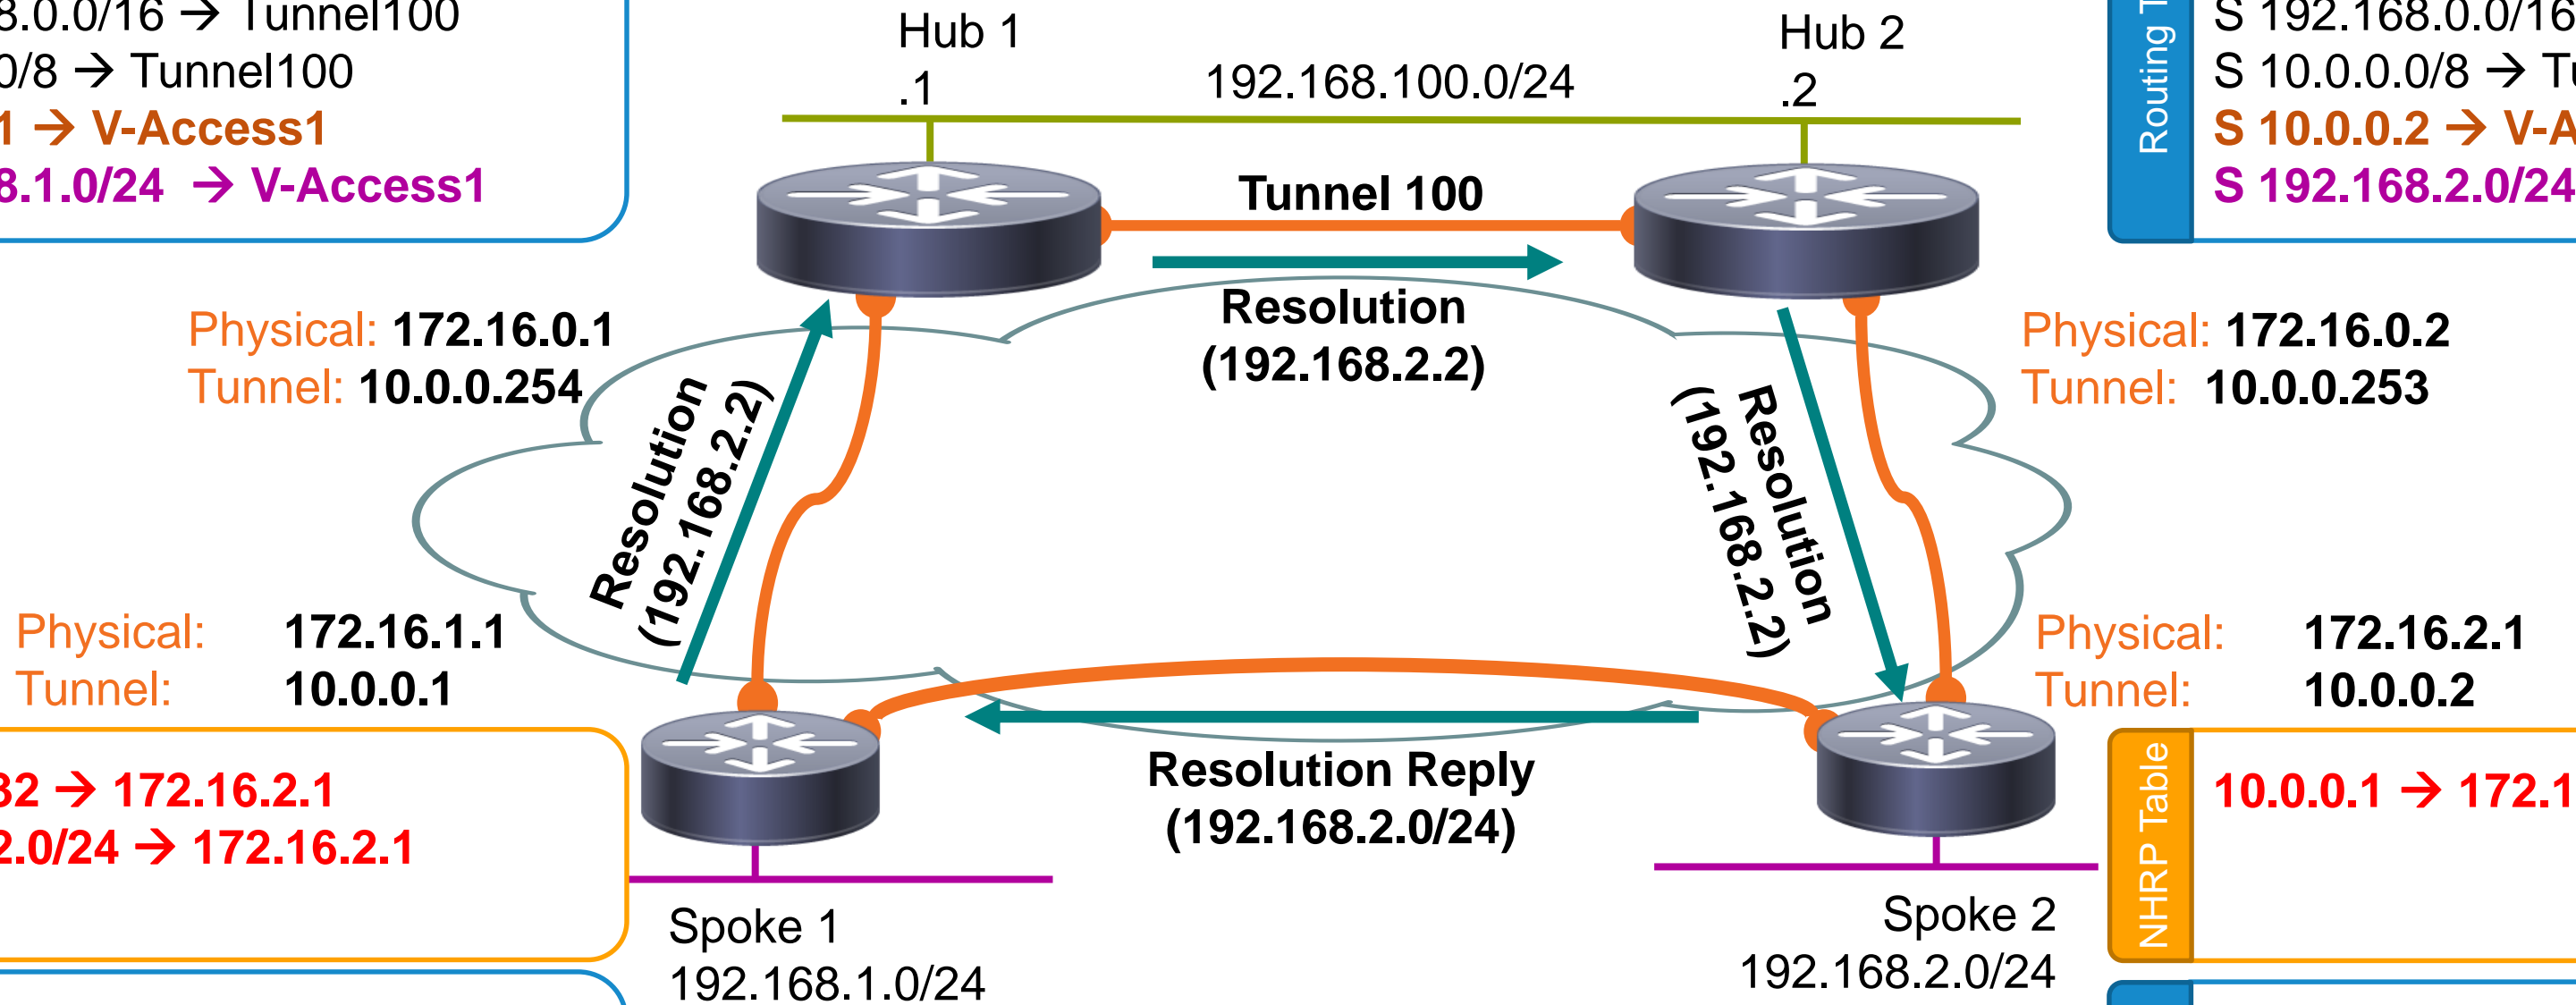 8.0.0/16 → Tunnel100
0/8 → Tunnel100
1 → V-Access1
8.1.0/24 → V-Access1
Hub 1
.1
192.168.100.0/24
Hub 2
.2
Routing T
S 192.168.0.0/16
S 10.0.0.0/8 → Tu
S 10.0.0.2 → V-A
S 192.168.2.0/24
Tunnel 100
Resolution
(192.168.2.2)
Physical: 172.16.0.1
Tunnel: 10.0.0.254
Resolution
(192.168.2.2)
Resolution
(192.168.2.2)
Physical: 172.16.0.2
Tunnel: 10.0.0.253
Physical: 172.16.1.1
Tunnel: 10.0.0.1
Physical: 172.16.2.1
Tunnel: 10.0.0.2
32 → 172.16.2.1
2.0/24 → 172.16.2.1
Resolution Reply
(192.168.2.0/24)
NHRP Table
10.0.0.1 → 172.1
Spoke 1
192.168.1.0/24
Spoke 2
192.168.2.0/24